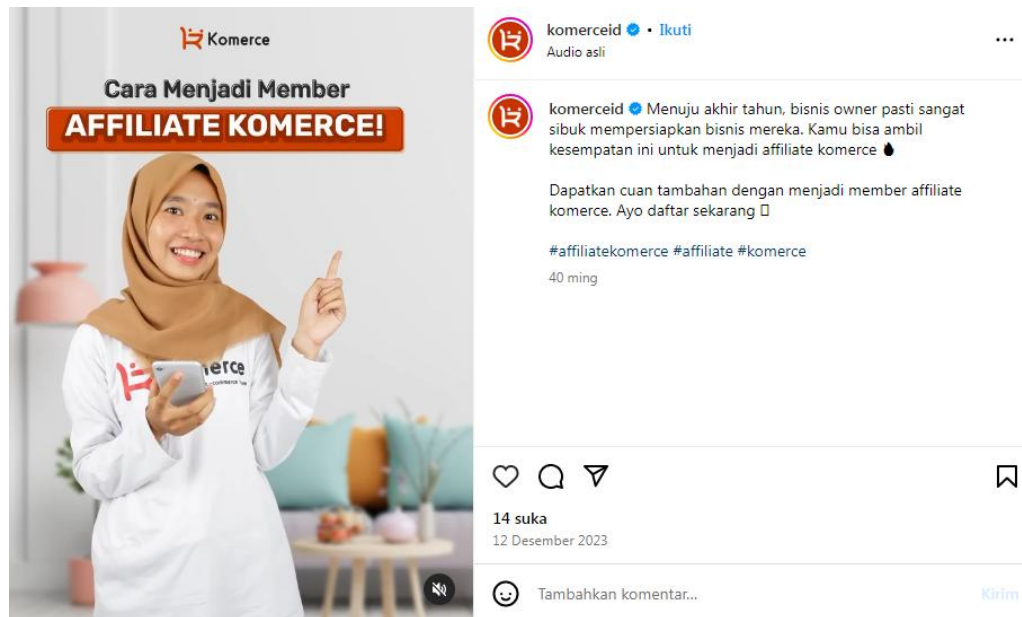 Komerce
Cara Menjadi Member
AFFILIATE KOMERCE!
erce
komerceid • Ikuti
Audio asli
komerceid Menuju akhir tahun, bisnis owner pasti sangat
sibuk mempersiapkan bisnis mereka. Kamu bisa ambil
kesempatan ini untuk menjadi affiliate komerce
Dapatkan cuan tambahan dengan menjadi member affiliate
komerce. Ayo daftar sekarang
#affiliatekomerce #affiliate #komerce
40 ming
14 suka
12 Desember 2023
Tambahkan komentar...
Kirim